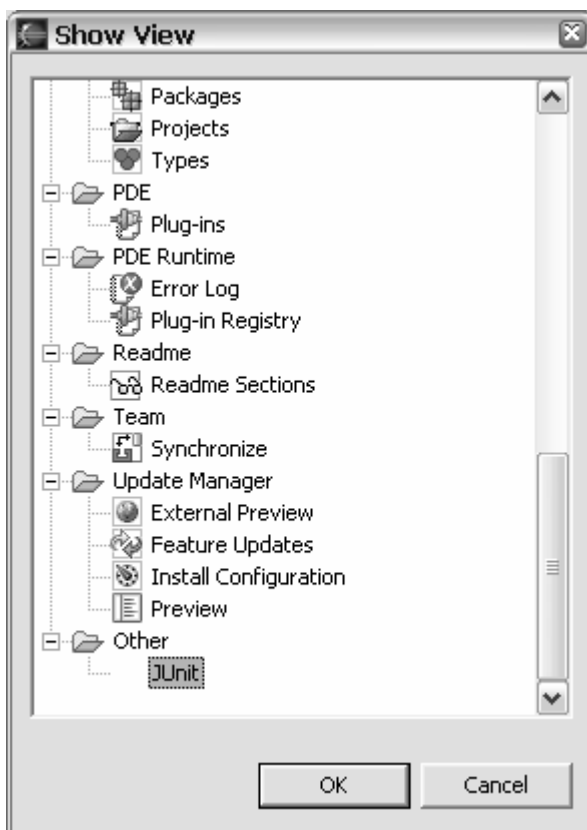 Show View
Packages
Projects
Types
PDE
Plug-ins
PDE Runtime
Error Log
Plug-in Registry
Readme
Readme Sections
Team
Synchronize
Update Manager
External Preview
Feature Updates
Install Configuration
Preview
Other
JUnit
OK Cancel